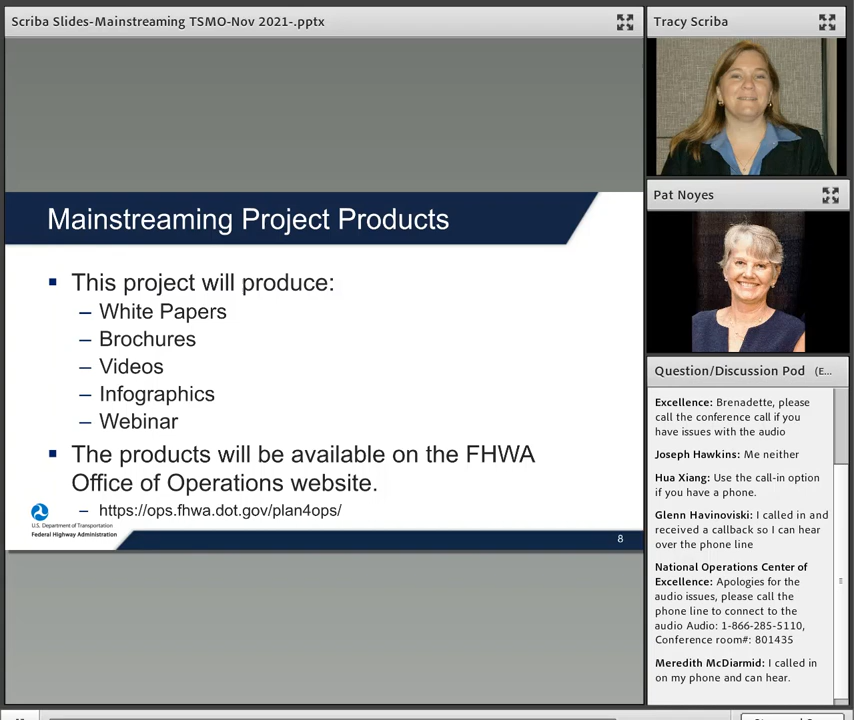 Scriba Slides-Mainstreaming TSMO-Nov 2021-.pptx
Mainstreaming Project Products
▪ This project will produce:
– White Papers
– Brochures
– Videos
– Infographics
– Webinar
▪ The products will be available on the FHWA
Office of Operations website.
– https://ops.fhwa.dot.gov/plan4ops/
U.S. Department of Transportation
Federal Highway Administration
8
Tracy Scriba
Pat Noyes
Question/Discussion Pod (E...
Excellence: Brenadette, please
call the conference call if you
have issues with the audio
Joseph Hawkins: Me neither
Hua Xiang: Use the call-in option
if you have a phone.
Glenn Havinoviski: I called in and
received a callback so I can hear
over the phone line
National Operations Center of
Excellence: Apologies for the
audio issues, please call the
phone line to connect to the
audio Audio: 1-866-285-5110,
Conference room#: 801435
Meredith McDiarmid: I called in
on my phone and can hear.